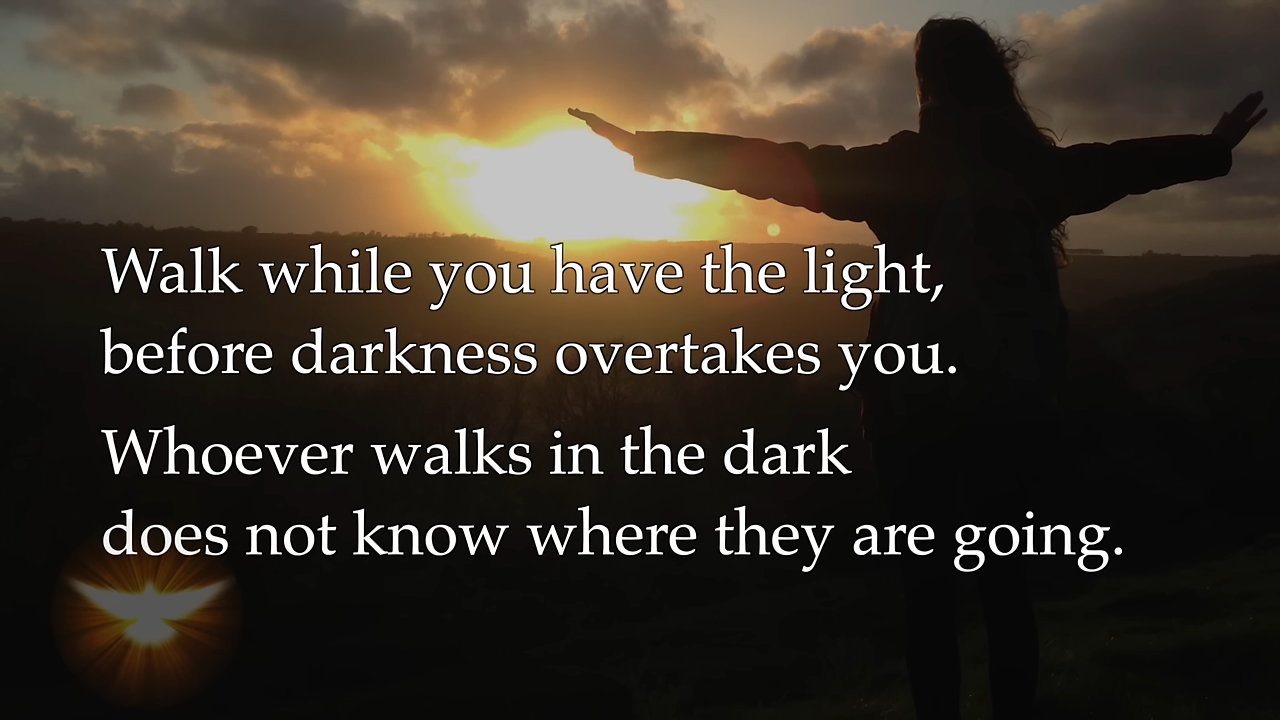 Walk while you have the light,
before darkness overtakes you.
Whoever walks in the dark
does not know where they are going.